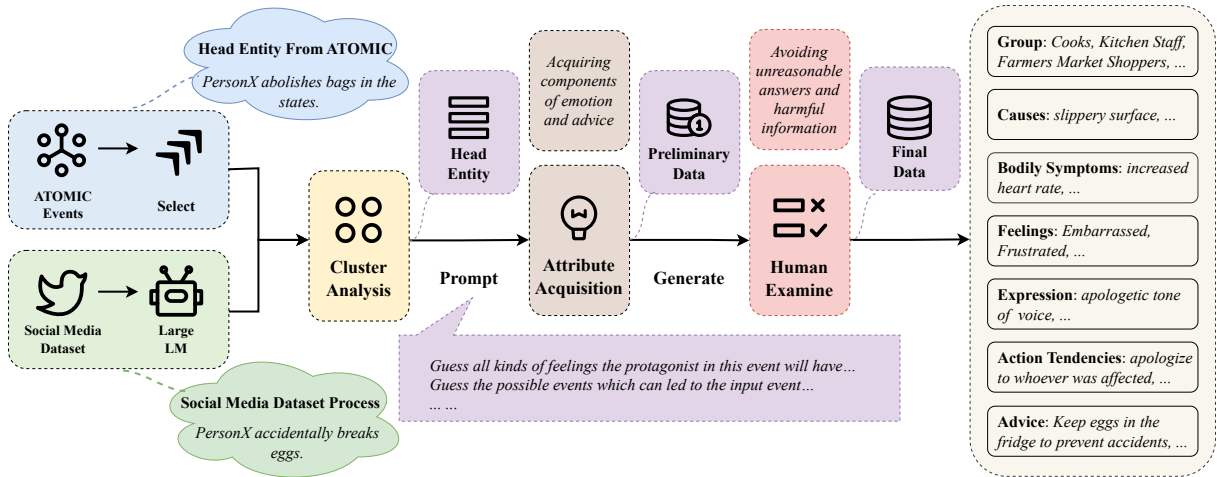 Head Entity From ATOMIC
PersonX abolishes bags in the
states.
ATOMIC
Events
Select
Social Media
Dataset
Large
LM
Social Media Dataset Process
PersonX accidentally breaks
eggs.
Cluster
Analysis
Head
Entity
Prompt
Acquiring
components
of emotion
and advice
Attribute
Acquisition
1
Preliminary
Data
Generate
Avoiding
unreasonable
answers and
harmful
information
Human
Examine
Final
Data
Guess all kinds of feelings the protagonist in this event will have…
Guess the possible events which can led to the input event…
… …
Group: Cooks, Kitchen Staff,
Farmers Market Shoppers, …
Causes: slippery surface, …
Bodily Symptoms: increased
heart rate, …
Feelings: Embarrassed,
Frustrated, …
Expression: apologetic tone
of voice, …
Action Tendencies: apologize
to whoever was affected, …
Advice: Keep eggs in the
fridge to prevent accidents, …